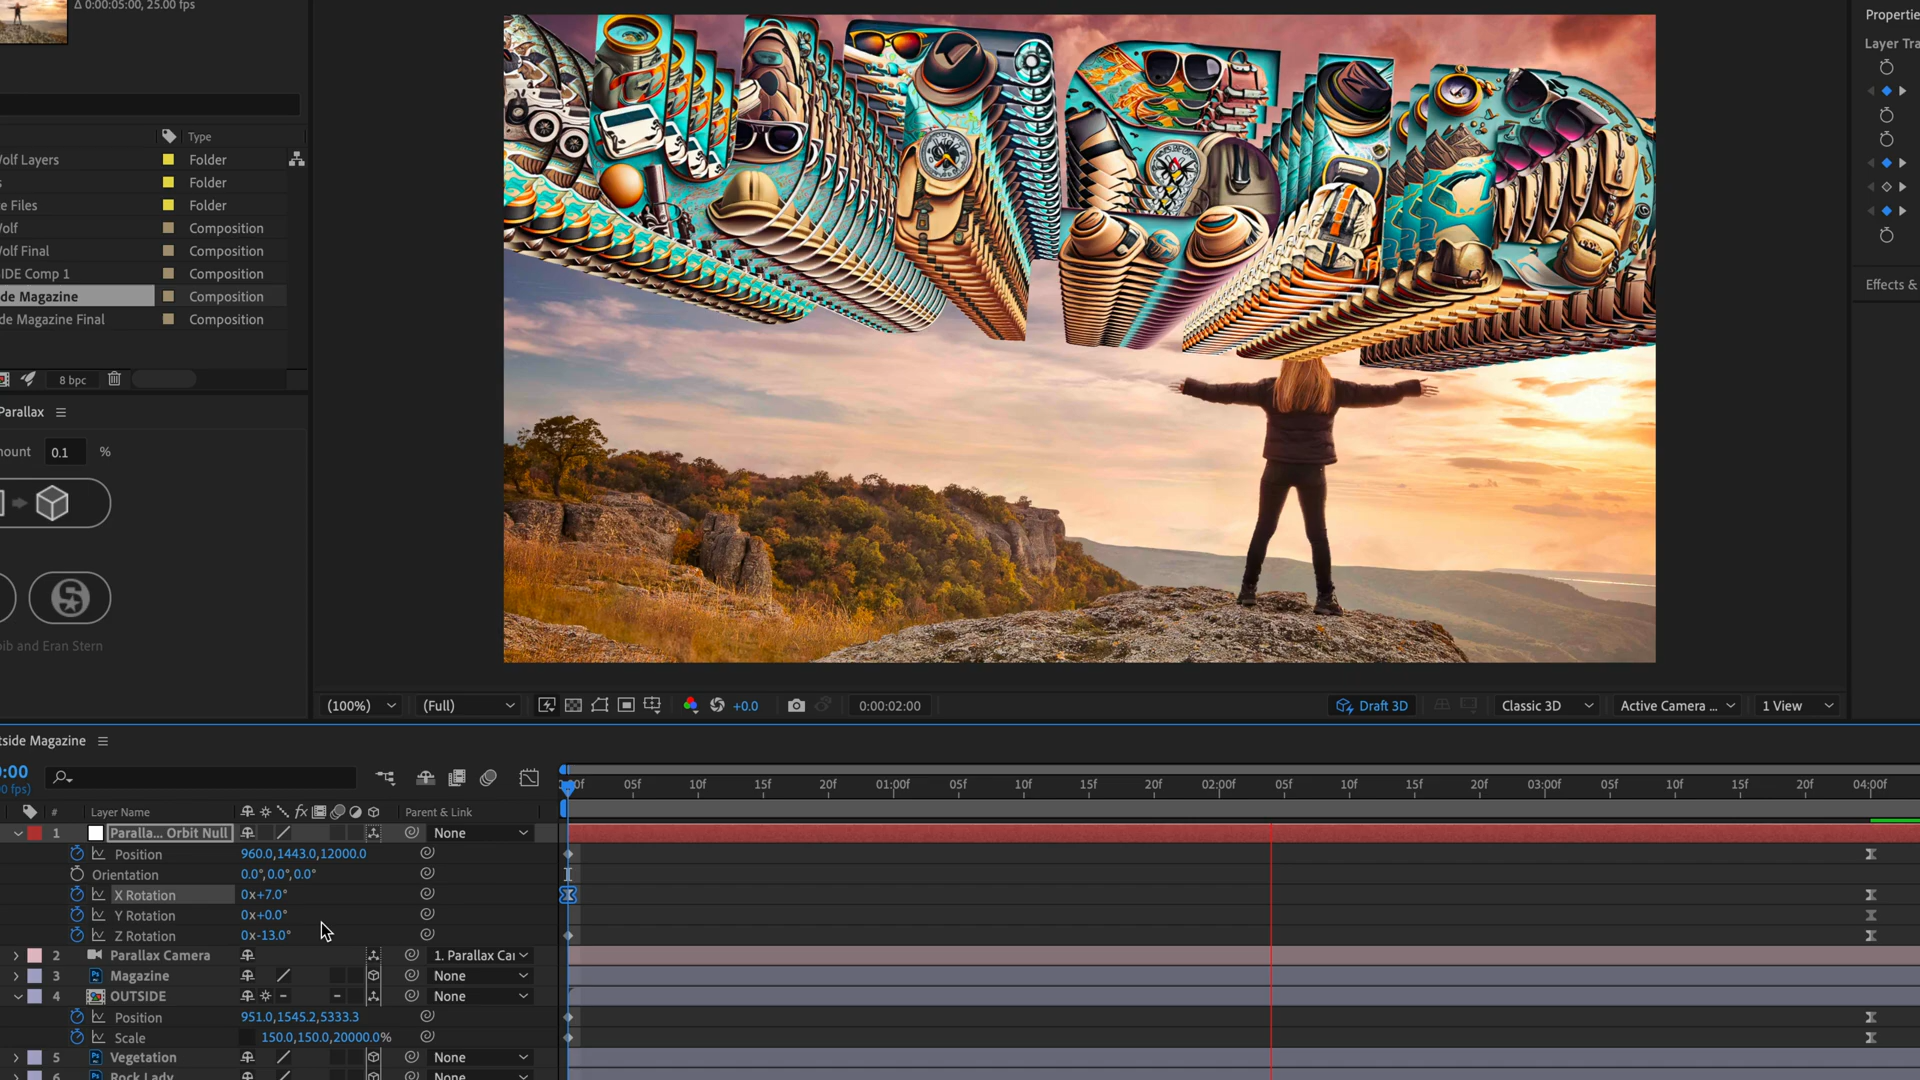 Δ 0:00:05:00, 25.00 fps
Type
olf Layers Folder
s Folder
e Files Folder
olf Composition
olf Final Composition
IDE Comp 1 Composition
de Magazine Composition
de Magazine Final Composition
8 bpc
Parallax
nount 0.1 %
ib and Eran Stern
Propertie
Layer Tra
Effects &
(100%) (Full) +0.0 0:00:02:00 Draft 3D Classic 3D Active Camera ... 1 View
tside Magazine
0:00
0 fps)
00f 05f 10f 15f 20f 01:00f 05f 10f 15f 20f 02:00f 05f 10f 15f 20f 03:00f 05f 10f 15f 20f 04:00f
# Layer Name fx Parent & Link
1 Paralla... Orbit Null None
Position 960.0,1443.0,12000.0
Orientation 0.0°,0.0°,0.0°
X Rotation 0x+7.0°
Y Rotation 0x+0.0°
Z Rotation 0x-13.0°
2 Parallax Camera 1. Parallax Ca
3 Ps Magazine None
4 OUTSIDE None
Position 951.0,1545.2,5333.3
Scale 150.0,150.0,20000.0%
5 Ps Vegetation None
6 Ps Rock Lady None